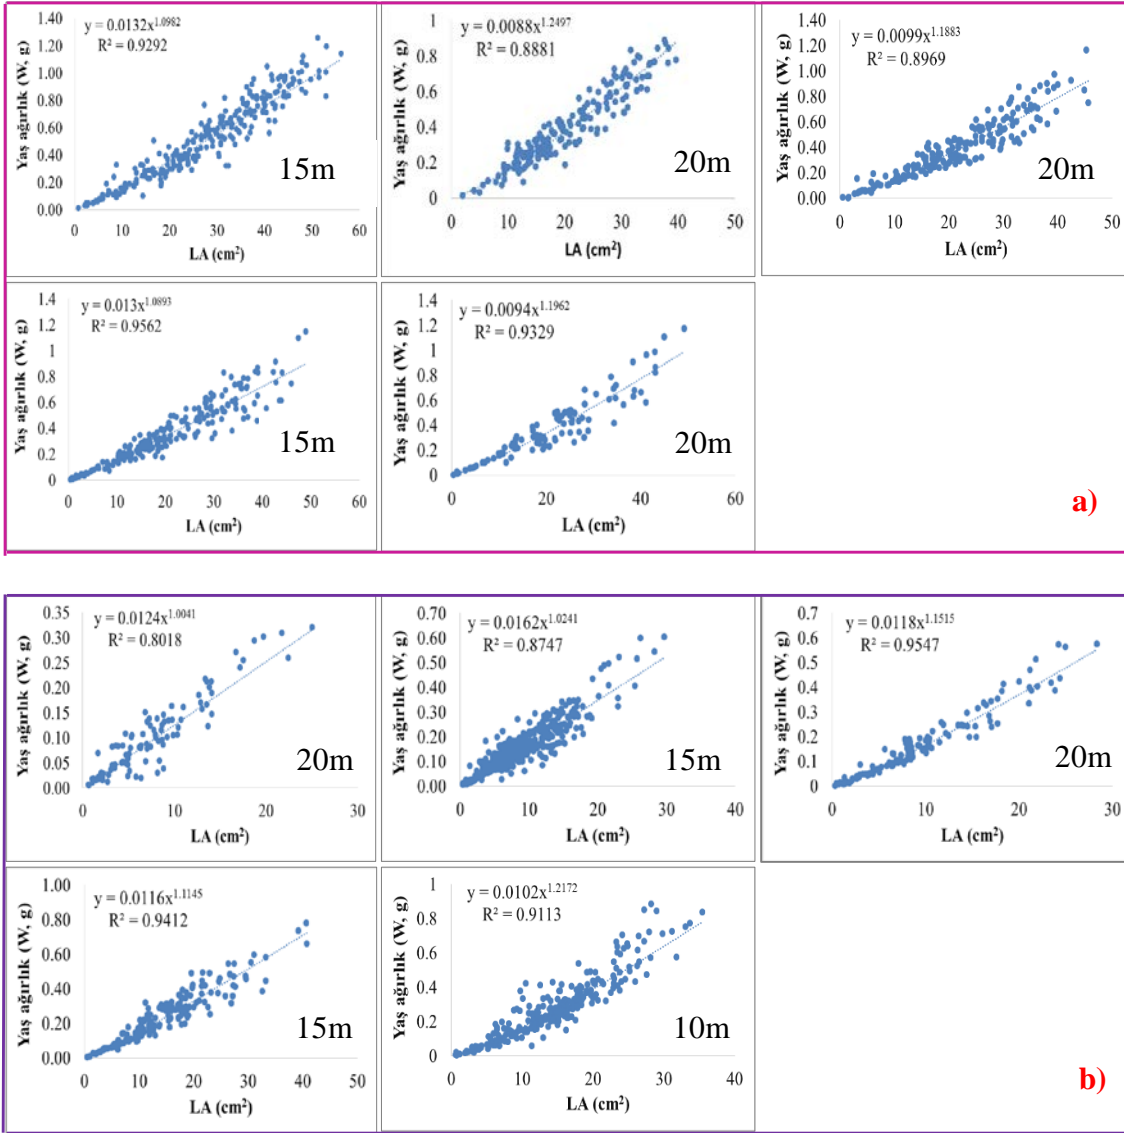 y = 0.0132x^1.0982
R² = 0.9292
Yaş ağırlık (W, g)
1.40
1.20
1.00
0.80
0.60
0.40
0.20
0.00
15m
0 10 20 30 40 50 60
LA (cm²)
y = 0.0088x^1.2497
R² = 0.8881
Yaş ağırlık (W, g)
1
0.8
0.6
0.4
0.2
0
20m
0 10 20 30 40 50
LA (cm²)
y = 0.0099x^1.1883
R² = 0.8969
Yaş ağırlık (W, g)
1.40
1.20
1.00
0.80
0.60
0.40
0.20
0.00
20m
0 10 20 30 40 50
LA (cm²)
y = 0.013x^1.0893
R² = 0.9562
Yaş ağırlık (W, g)
1.4
1.2
1
0.8
0.6
0.4
0.2
0
15m
0 10 20 30 40 50 60
LA (cm²)
y = 0.0094x^1.1962
R² = 0.9329
Yaş ağırlık (W, g)
1.4
1.2
1
0.8
0.6
0.4
0.2
0
20m
0 20 40 60
LA (cm²)
a)
y = 0.0124x^1.0041
R² = 0.8018
Yaş ağırlık (W, g)
0.35
0.30
0.25
0.20
0.15
0.10
0.05
0.00
20m
0 10 20 30
LA (cm²)
y = 0.0162x^1.0241
R² = 0.8747
Yaş ağırlık (W, g)
0.70
0.60
0.50
0.40
0.30
0.20
0.10
0.00
15m
0 10 20 30 40
LA (cm²)
y = 0.0118x^1.1515
R² = 0.9547
Yaş ağırlık (W, g)
0.7
0.6
0.5
0.4
0.3
0.2
0.1
0
20m
0 10 20 30
LA (cm²)
y = 0.0116x^1.1145
R² = 0.9412
Yaş ağırlık (W, g)
1.00
0.80
0.60
0.40
0.20
0.00
15m
0 10 20 30 40 50
LA (cm²)
y = 0.0102x^1.2172
R² = 0.9113
Yaş ağırlık (W, g)
1
0.8
0.6
0.4
0.2
0
10m
0 10 20 30 40
LA (cm²)
b)